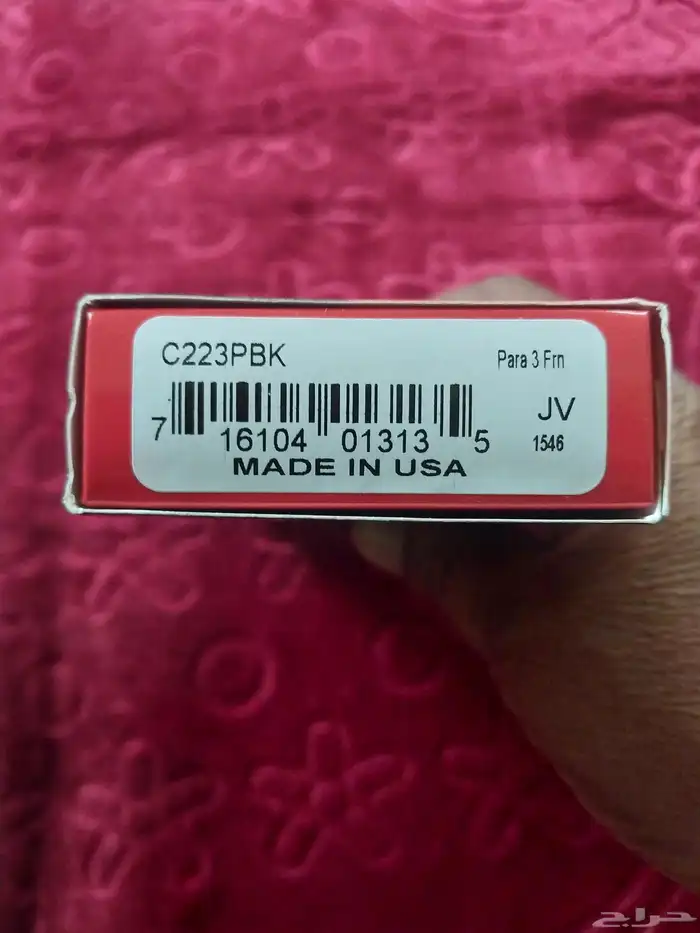 C223PBK
Para 3 Frn
7 16104 01313 5
JV
1546
MADE IN USA
حراج